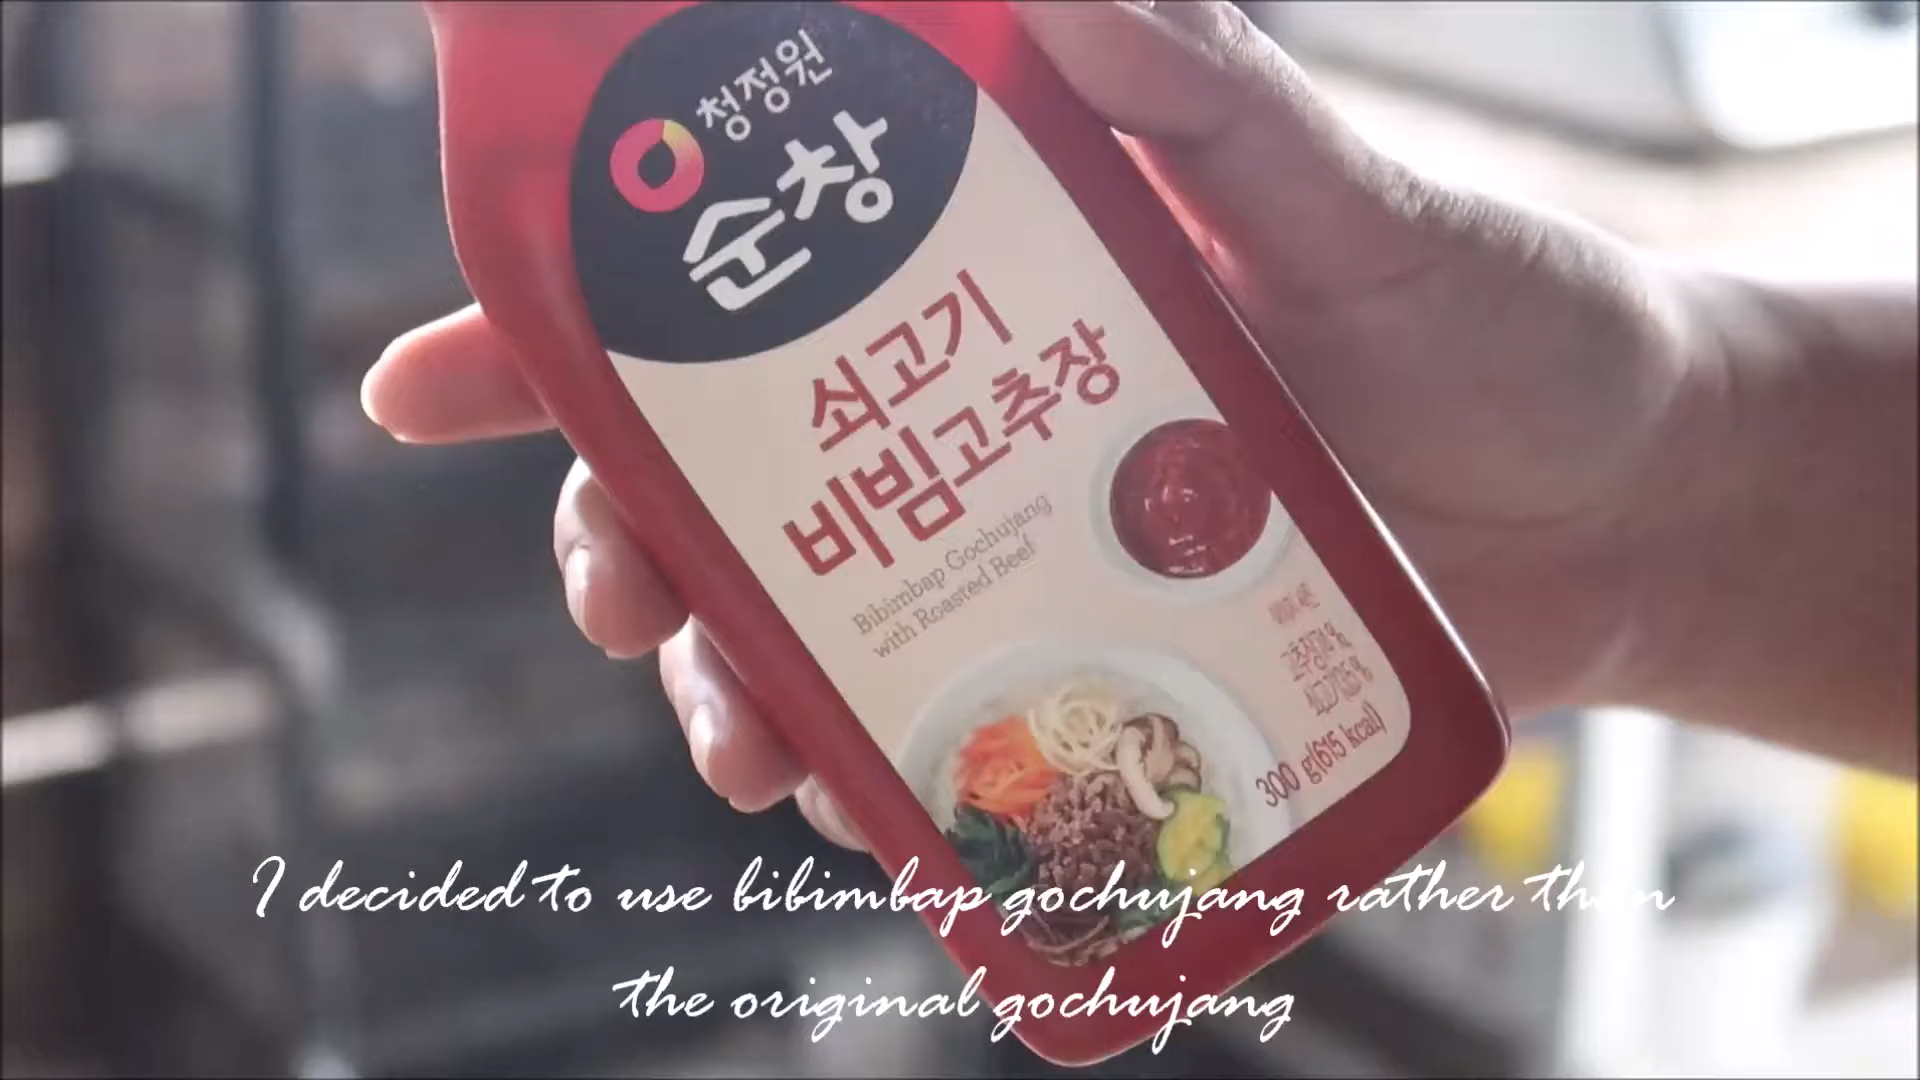 청정원
순창
쇠고기
비빔고추장
Bibimbap Gochujang
with Roasted Beef
300 g(615 kcal)
I decided to use bibimbap gochujang rather than
the original gochujang